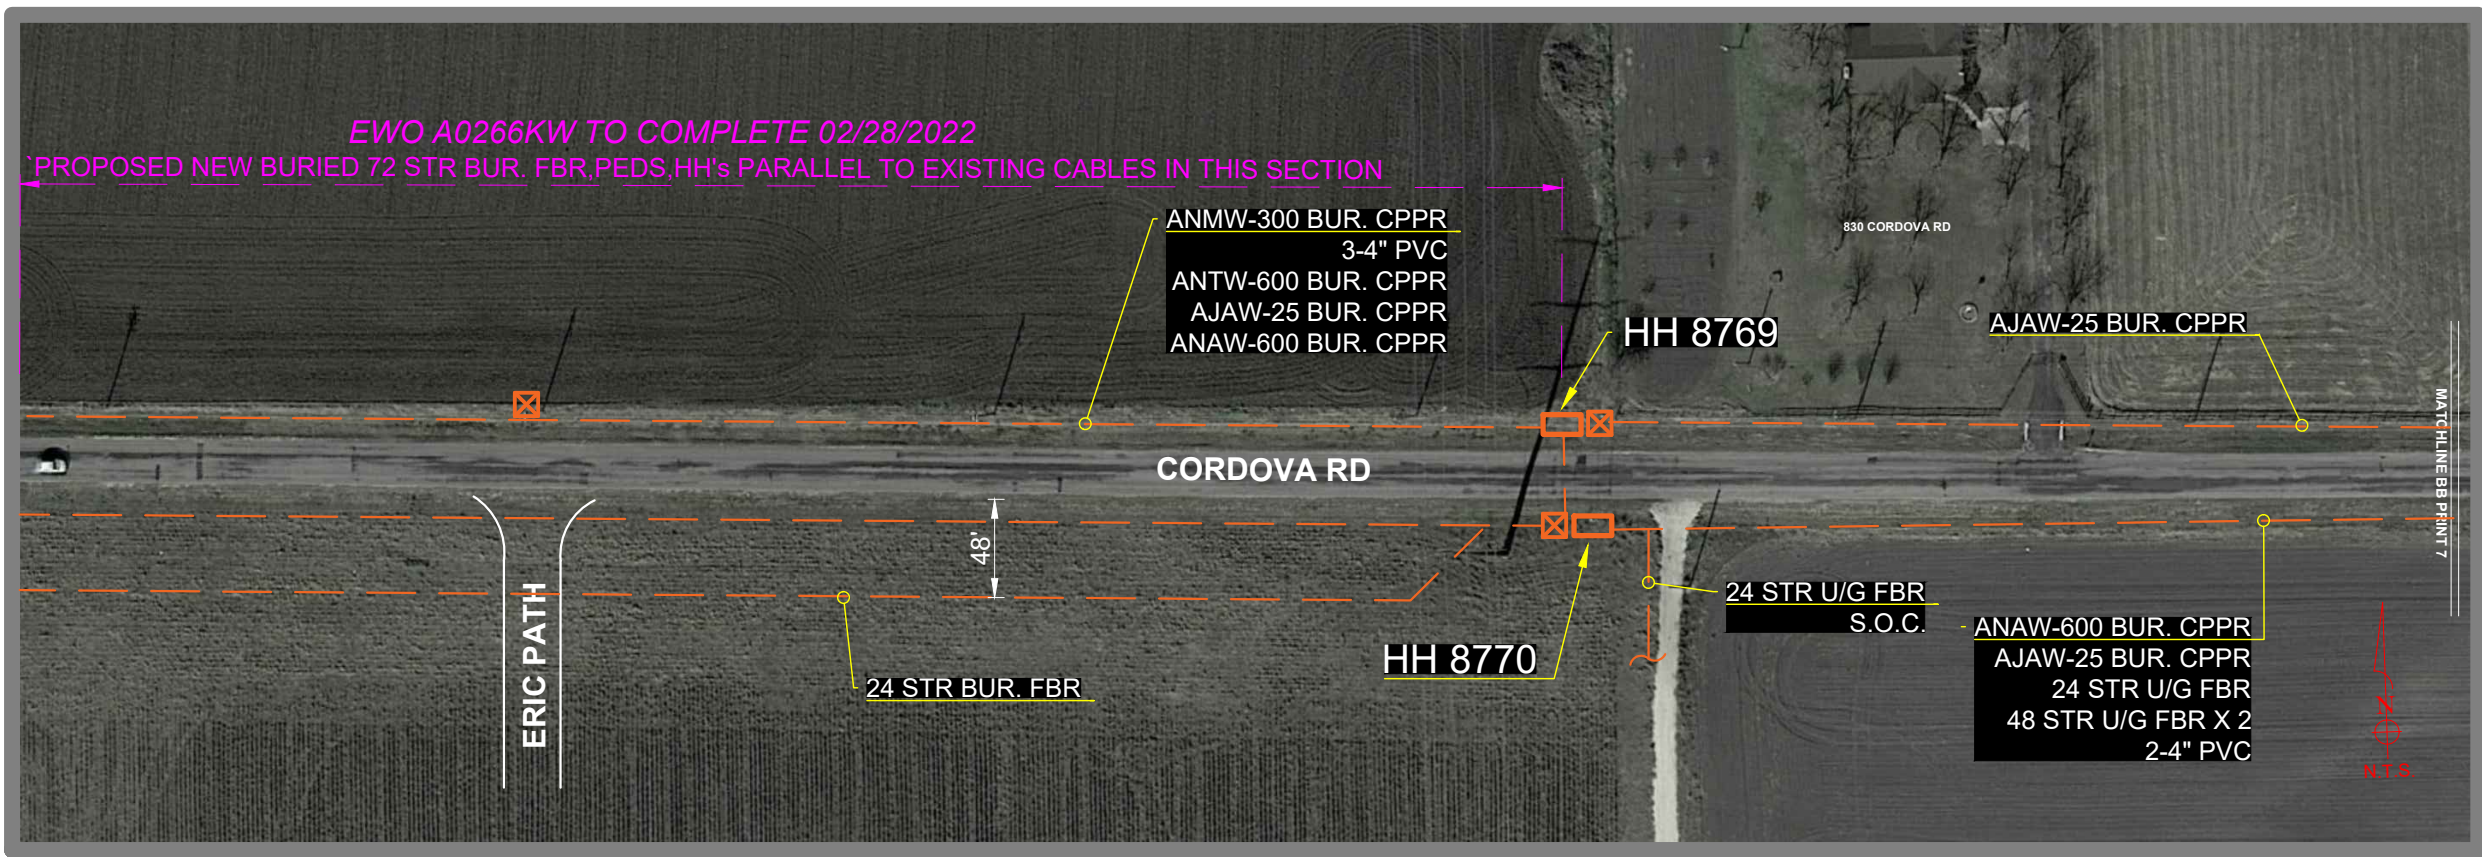 EWO A0266KW TO COMPLETE 02/28/2022
PROPOSED NEW BURIED 72 STR BUR. FBR,PEDS,HH's PARALLEL TO EXISTING CABLES IN THIS SECTION
ANMW-300 BUR. CPPR
3-4" PVC
ANTW-600 BUR. CPPR
AJAW-25 BUR. CPPR
ANAW-600 BUR. CPPR
830 CORDOVA RD
HH 8769
AJAW-25 BUR. CPPR
MATCHLINE BB PRINT 7
CORDOVA RD
48'
ERIC PATH
24 STR BUR. FBR
HH 8770
24 STR U/G FBR
S.O.C.
ANAW-600 BUR. CPPR
AJAW-25 BUR. CPPR
24 STR U/G FBR
48 STR U/G FBR X 2
2-4" PVC
N.T.S.